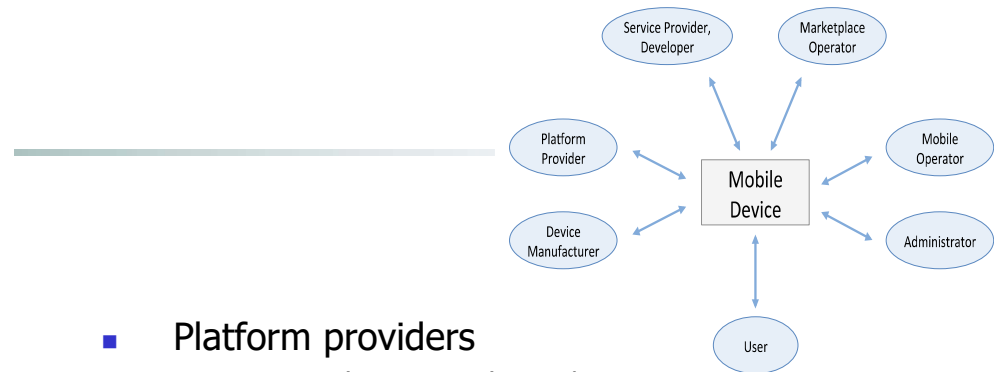 Service Provider,
Developer
Marketplace
Operator
Platform
Provider
Mobile
Operator
Mobile
Device
Device
Manufacturer
Administrator
User
Platform providers